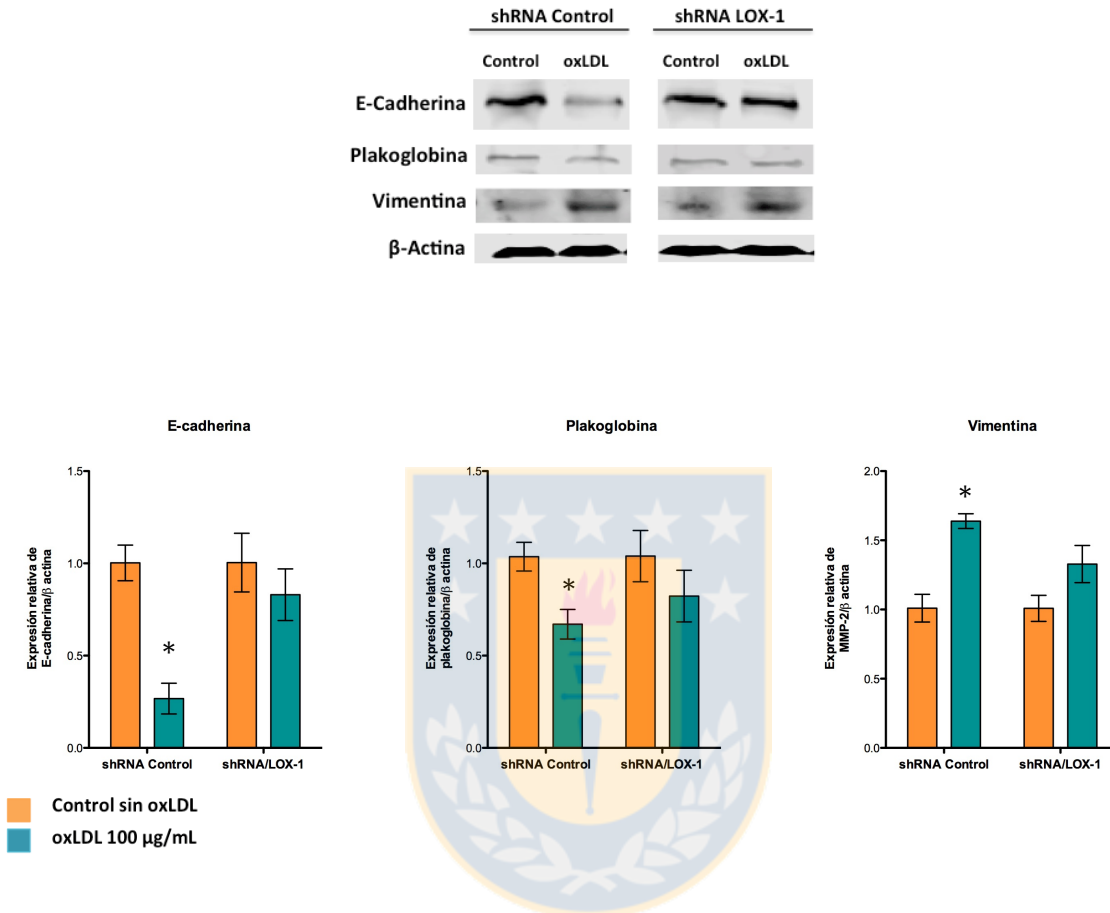 shRNA Control shRNA LOX-1
Control oxLDL Control oxLDL
E-Cadherina
Plakoglobina
Vimentina
β-Actina
E-cadherina
Expresión relativa de
E-cadherina/β actina
1.5
1.0
0.5
0.0
*
shRNA Control shRNA/LOX-1
Plakoglobina
Expresión relativa de
plakoglobina/β actina
1.5
1.0
0.5
0.0
*
shRNA Control shRNA/LOX-1
Vimentina
Expresión relativa de
MMP-2/β actina
2.0
1.5
1.0
0.5
0.0
*
shRNA Control shRNA/LOX-1
Control sin oxLDL
oxLDL 100 µg/mL